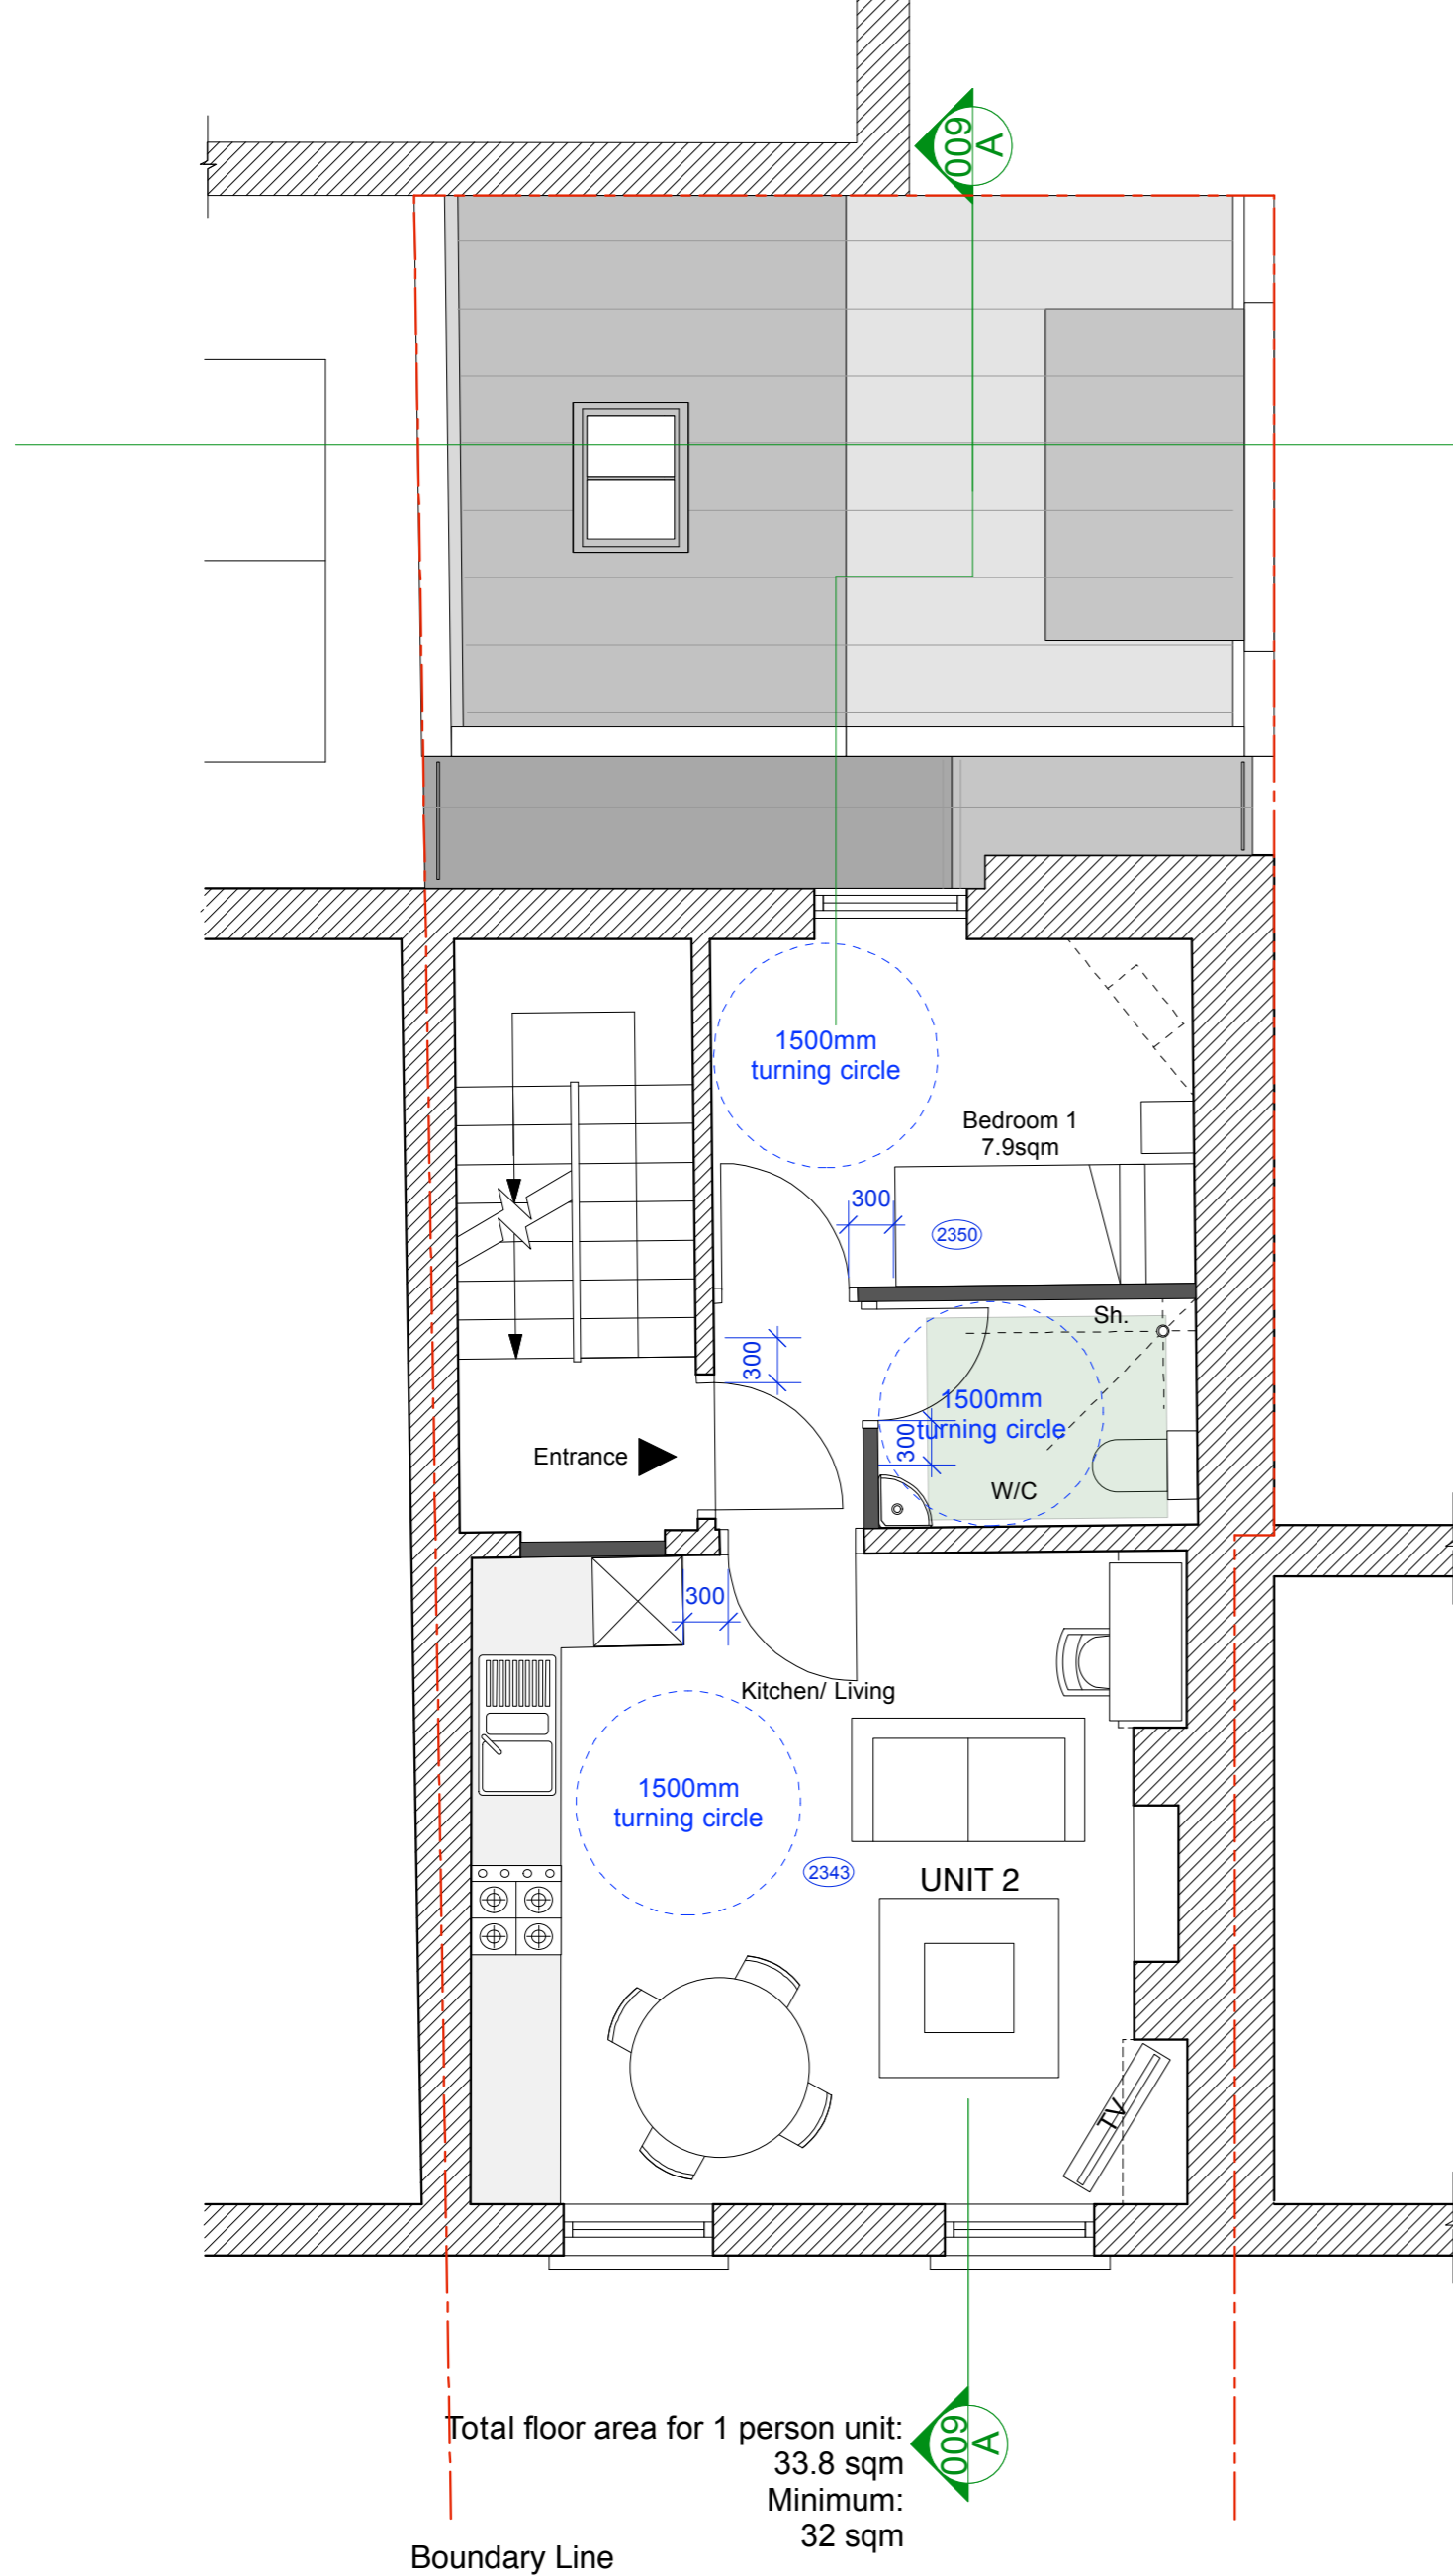 009
A
1500mm
turning circle
Bedroom 1
7.9sqm
300
2350
Sh.
300
1500mm
turning circle
300
Entrance
W/C
300
Kitchen/ Living
1500mm
turning circle
2343
UNIT 2
TV
Total floor area for 1 person unit:
33.8 sqm
Minimum:
32 sqm
009
A
Boundary Line